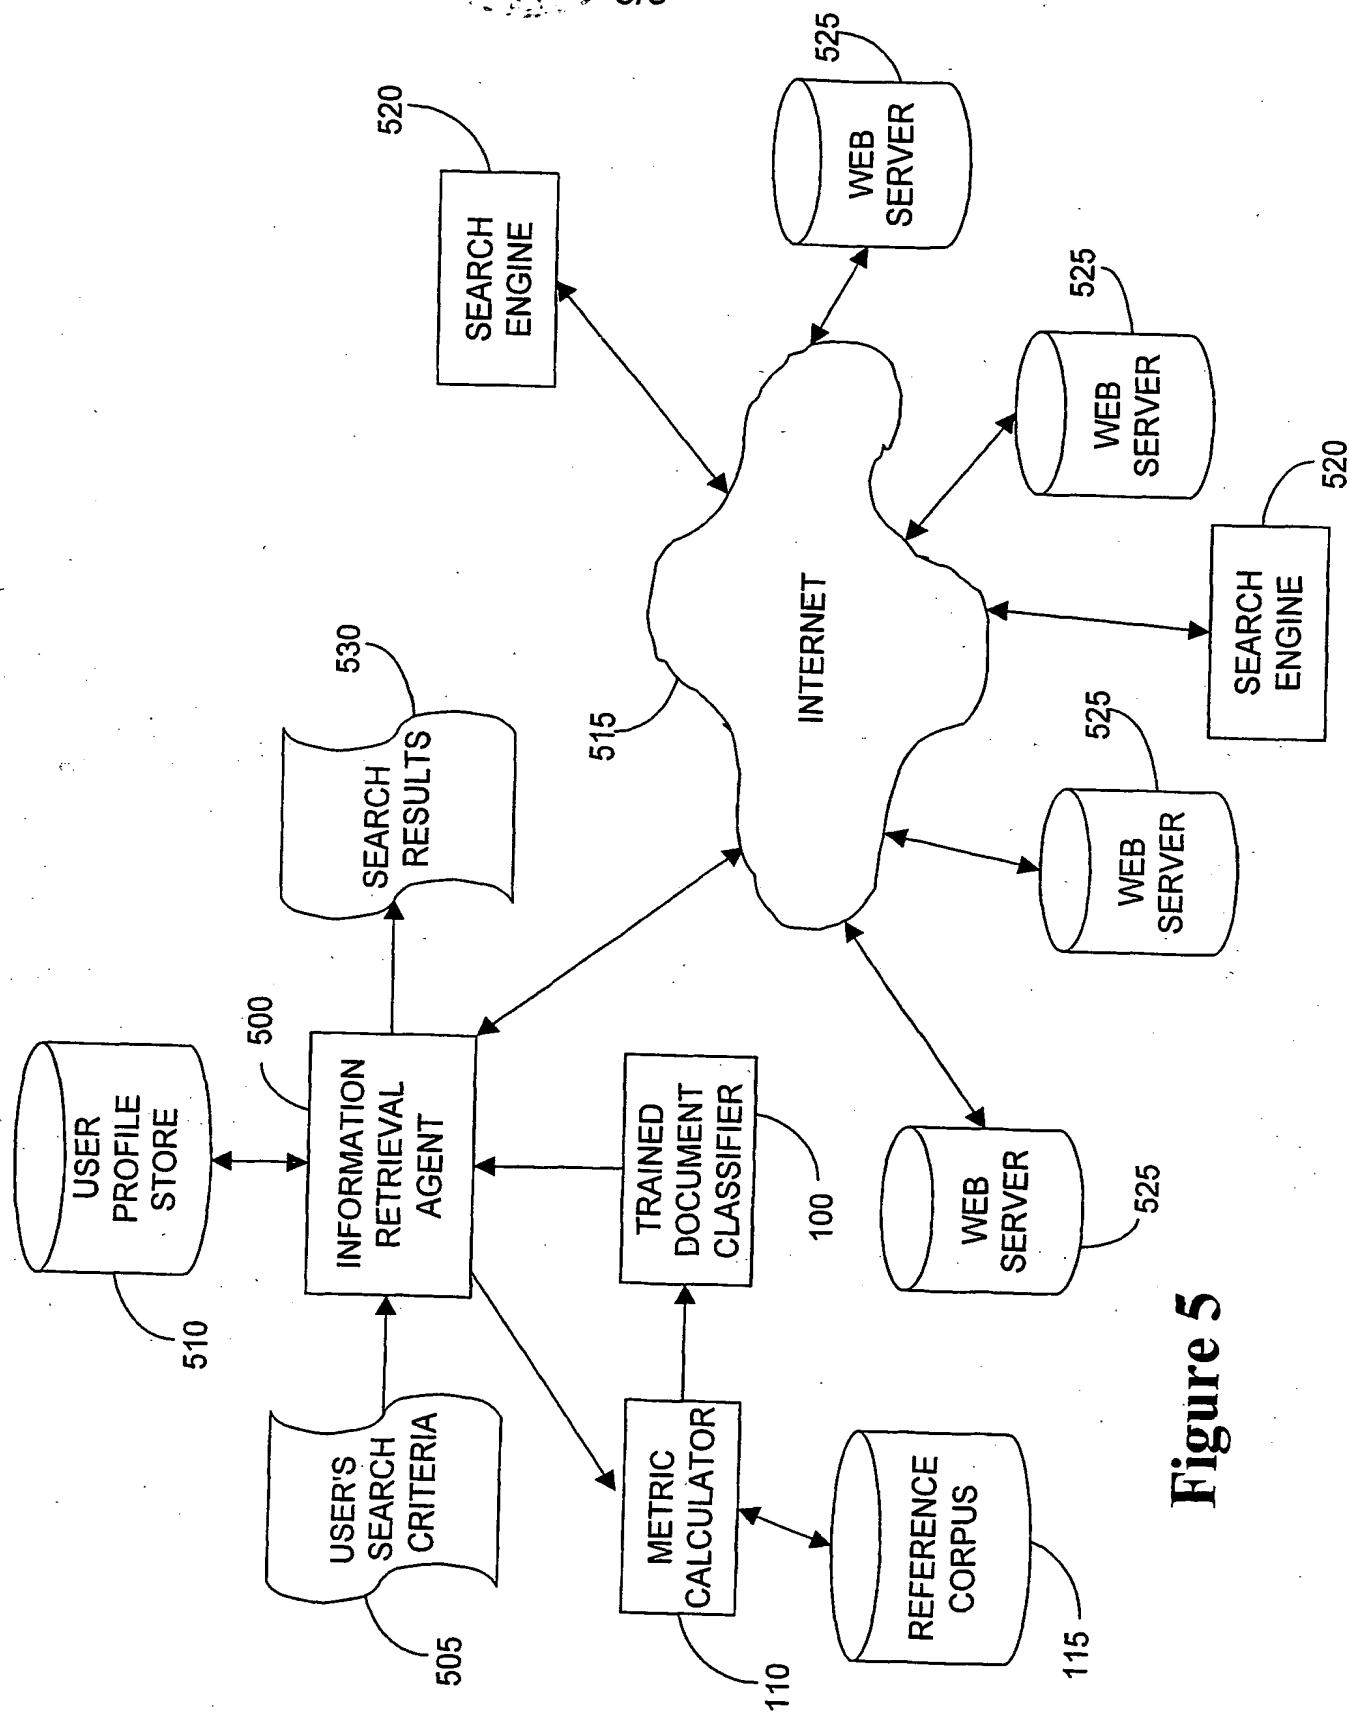 525
520
SEARCH
ENGINE
WEB
SERVER
525
WEB
SERVER
520
SEARCH
ENGINE
530
SEARCH
RESULTS
515
INTERNET
525
WEB
SERVER
500
USER
PROFILE
STORE
510
INFORMATION
RETRIEVAL
AGENT
TRAINED
DOCUMENT
CLASSIFIER
100
WEB
SERVER
525
USER'S
SEARCH
CRITERIA
505
METRIC
CALCULATOR
110
REFERENCE
CORPUS
115
Figure 5